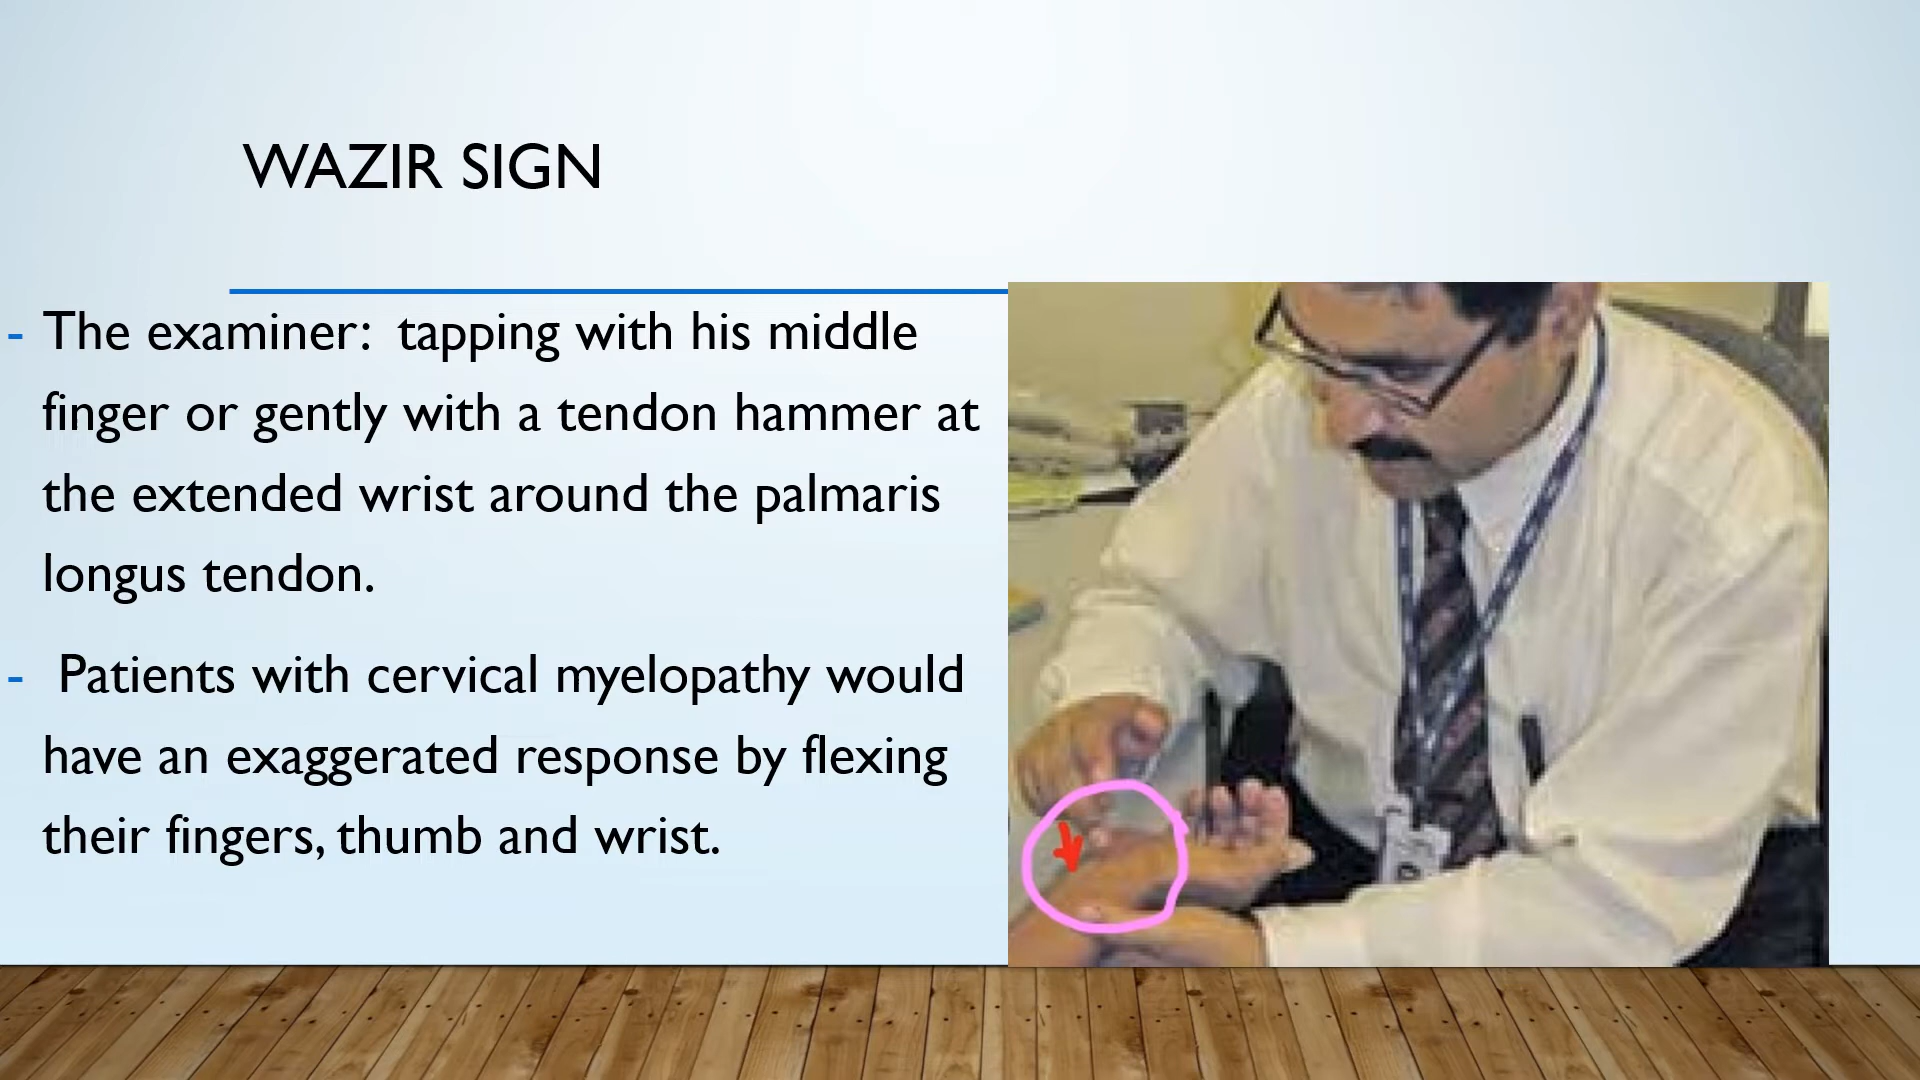 WAZIR SIGN
- The examiner: tapping with his middle
finger or gently with a tendon hammer at
the extended wrist around the palmaris
longus tendon.
- Patients with cervical myelopathy would
have an exaggerated response by flexing
their fingers, thumb and wrist.